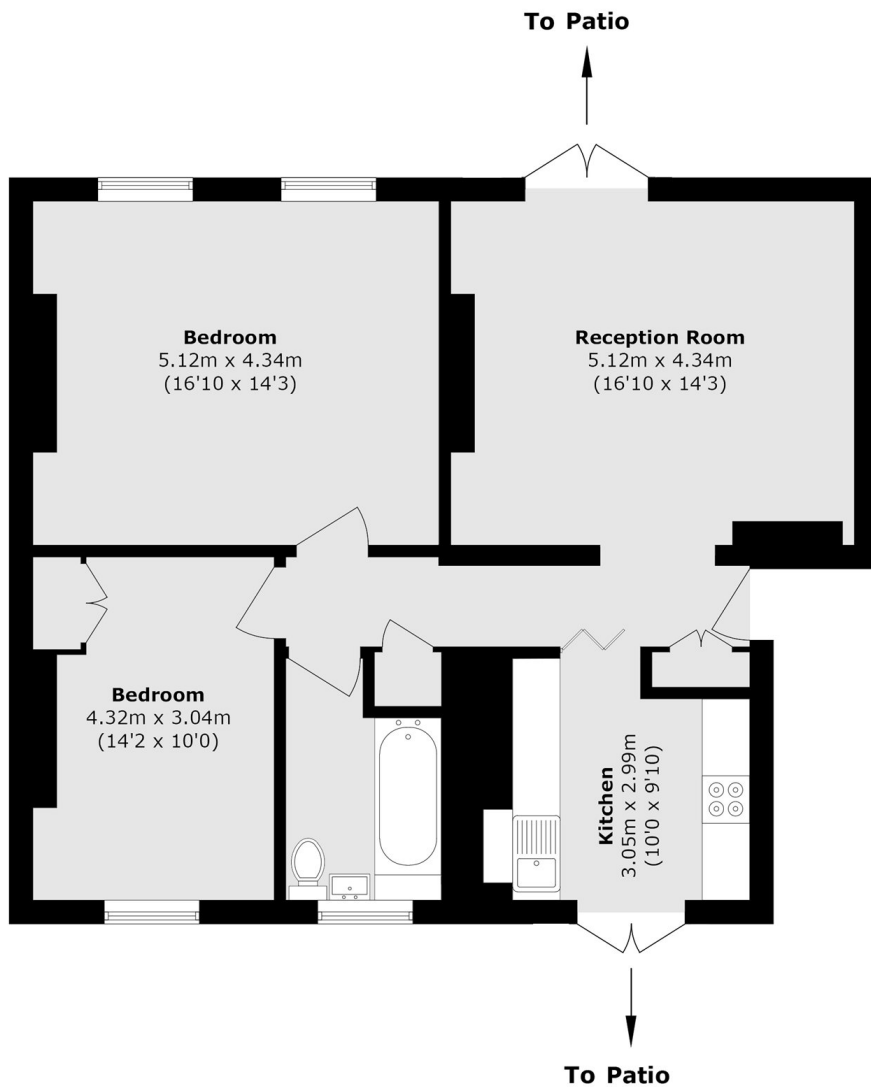 To Patio
Bedroom
5.12m x 4.34m
(16'10 x 14'3)
Reception Room
5.12m x 4.34m
(16'10 x 14'3)
Bedroom
4.32m x 3.04m
(14'2 x 10'0)
Kitchen
3.05m x 2.99m
(10'0 x 9'10)
To Patio